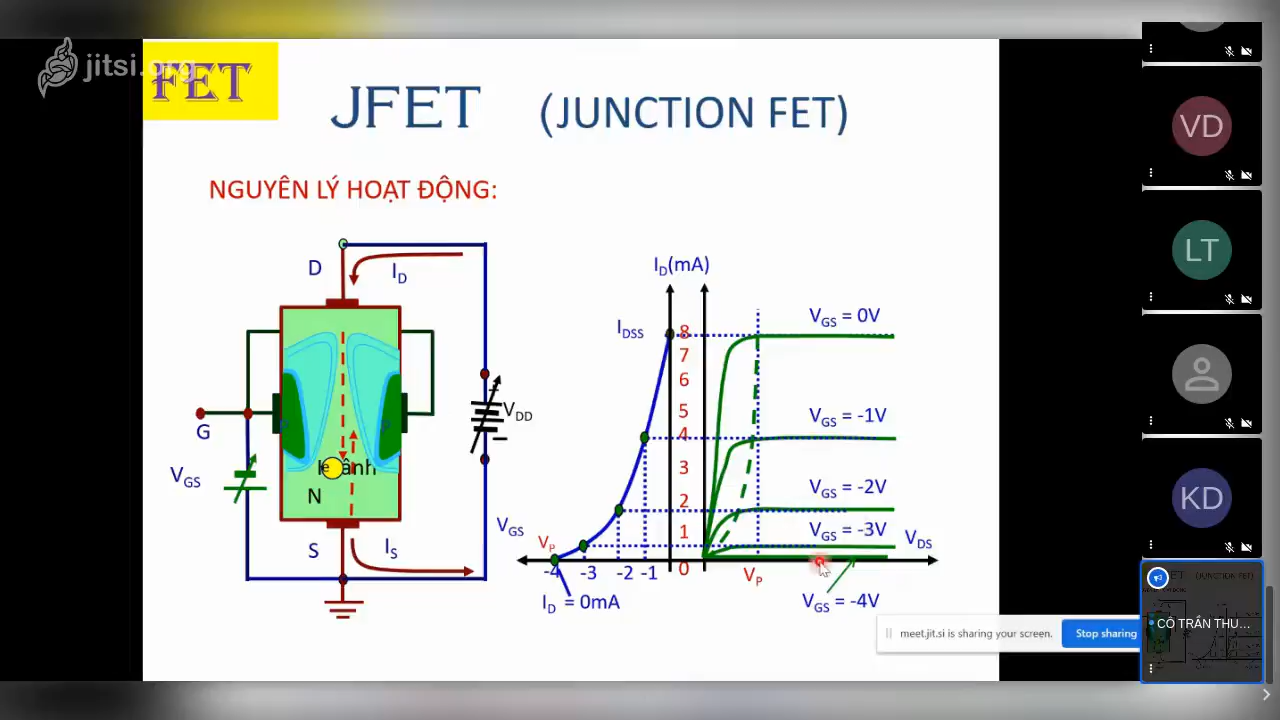 jitsi.org
FET
JFET (JUNCTION FET)
NGUYÊN LÝ HOẠT ĐỘNG:
D
I_D
G
V_GS
V_DD
P
P
e
ânh
N
S
I_S
I_D(mA)
I_DSS
8
7
6
5
4
3
2
1
0
V_GS = 0V
V_GS = -1V
V_GS = -2V
V_GS = -3V
V_DS
V_GS
V_P
-4 -3 -2 -1
V_P
I_D = 0mA
V_GS = -4V
meet.jit.si is sharing your screen.
Stop sharing
VD
LT
KD
CÔ TRẦN THU...